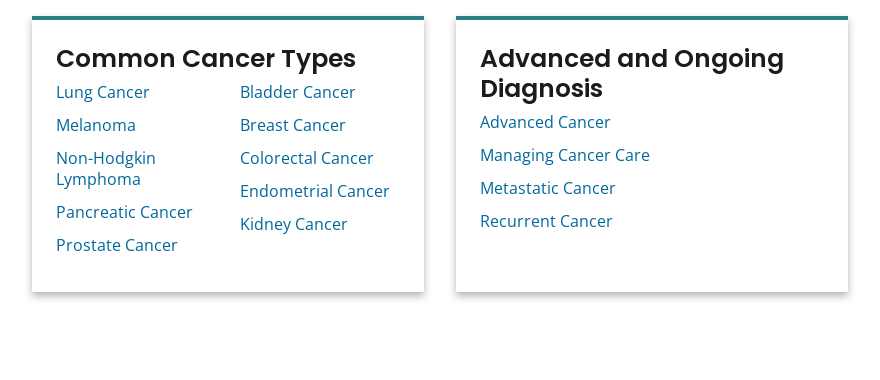 Common Cancer Types
Lung Cancer
Melanoma
Non-Hodgkin
Lymphoma
Pancreatic Cancer
Prostate Cancer
Bladder Cancer
Breast Cancer
Colorectal Cancer
Endometrial Cancer
Kidney Cancer
Advanced and Ongoing
Diagnosis
Advanced Cancer
Managing Cancer Care
Metastatic Cancer
Recurrent Cancer